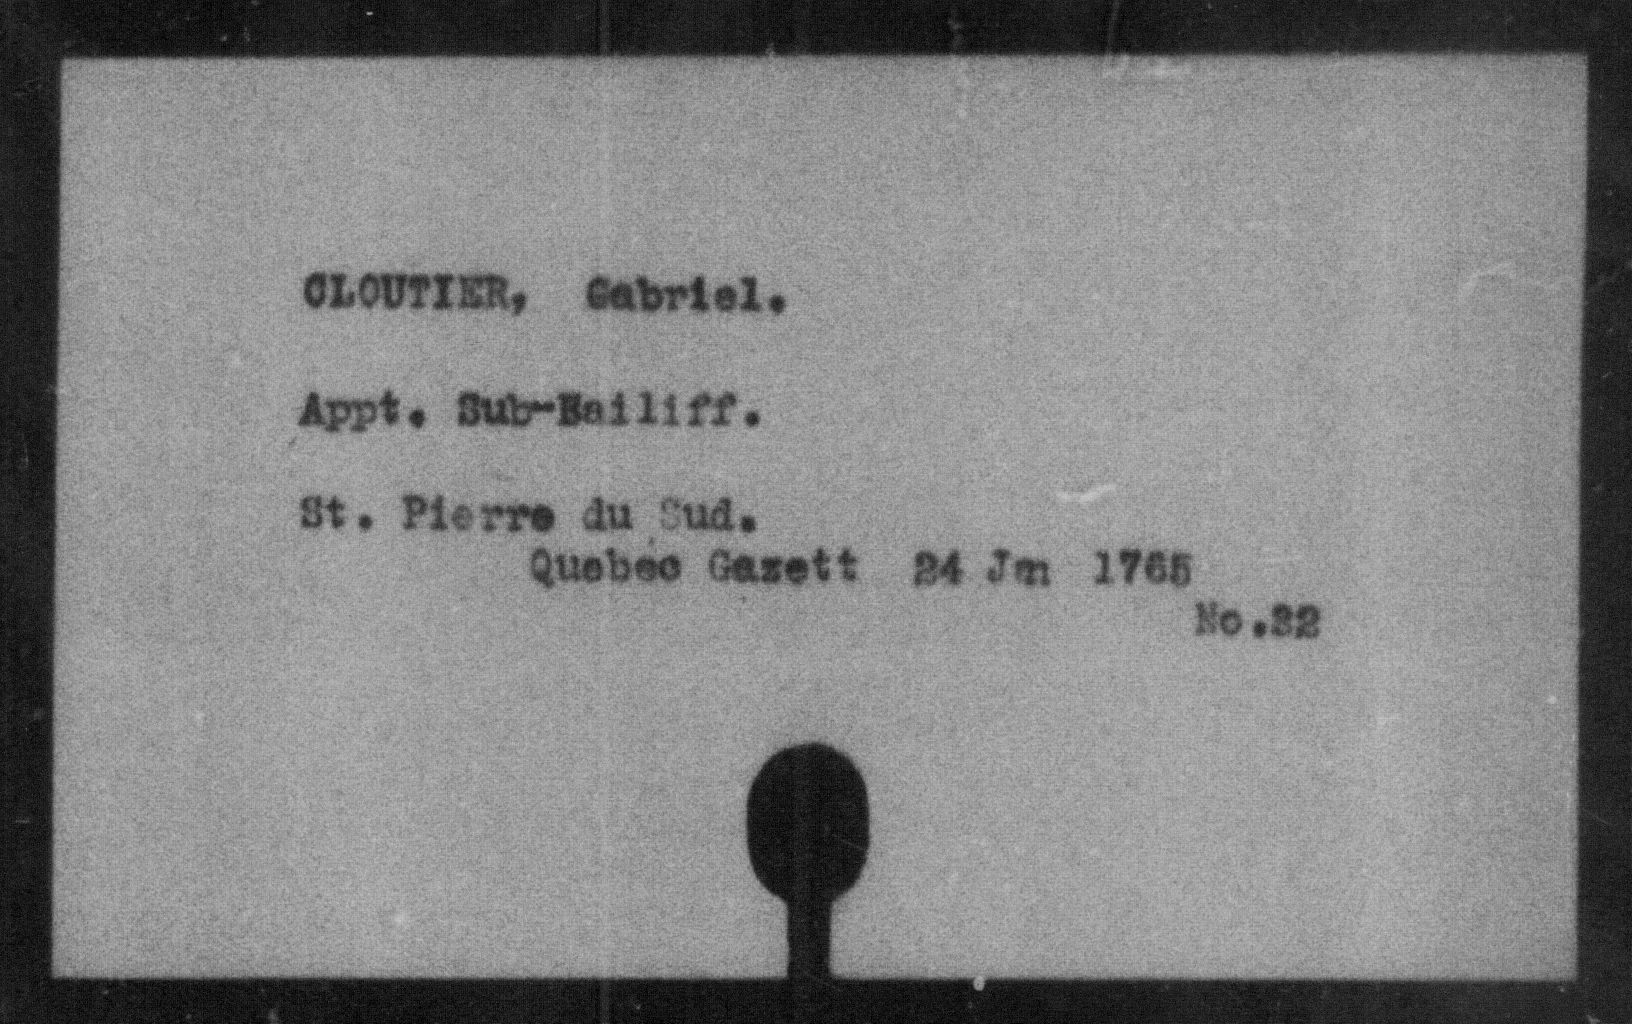 CLOUTIER, Gabriel.
Appt. Sub-Bailiff.
St. Pierre du Sud.
Quebec Gazett 24 Jan 1765
No.32